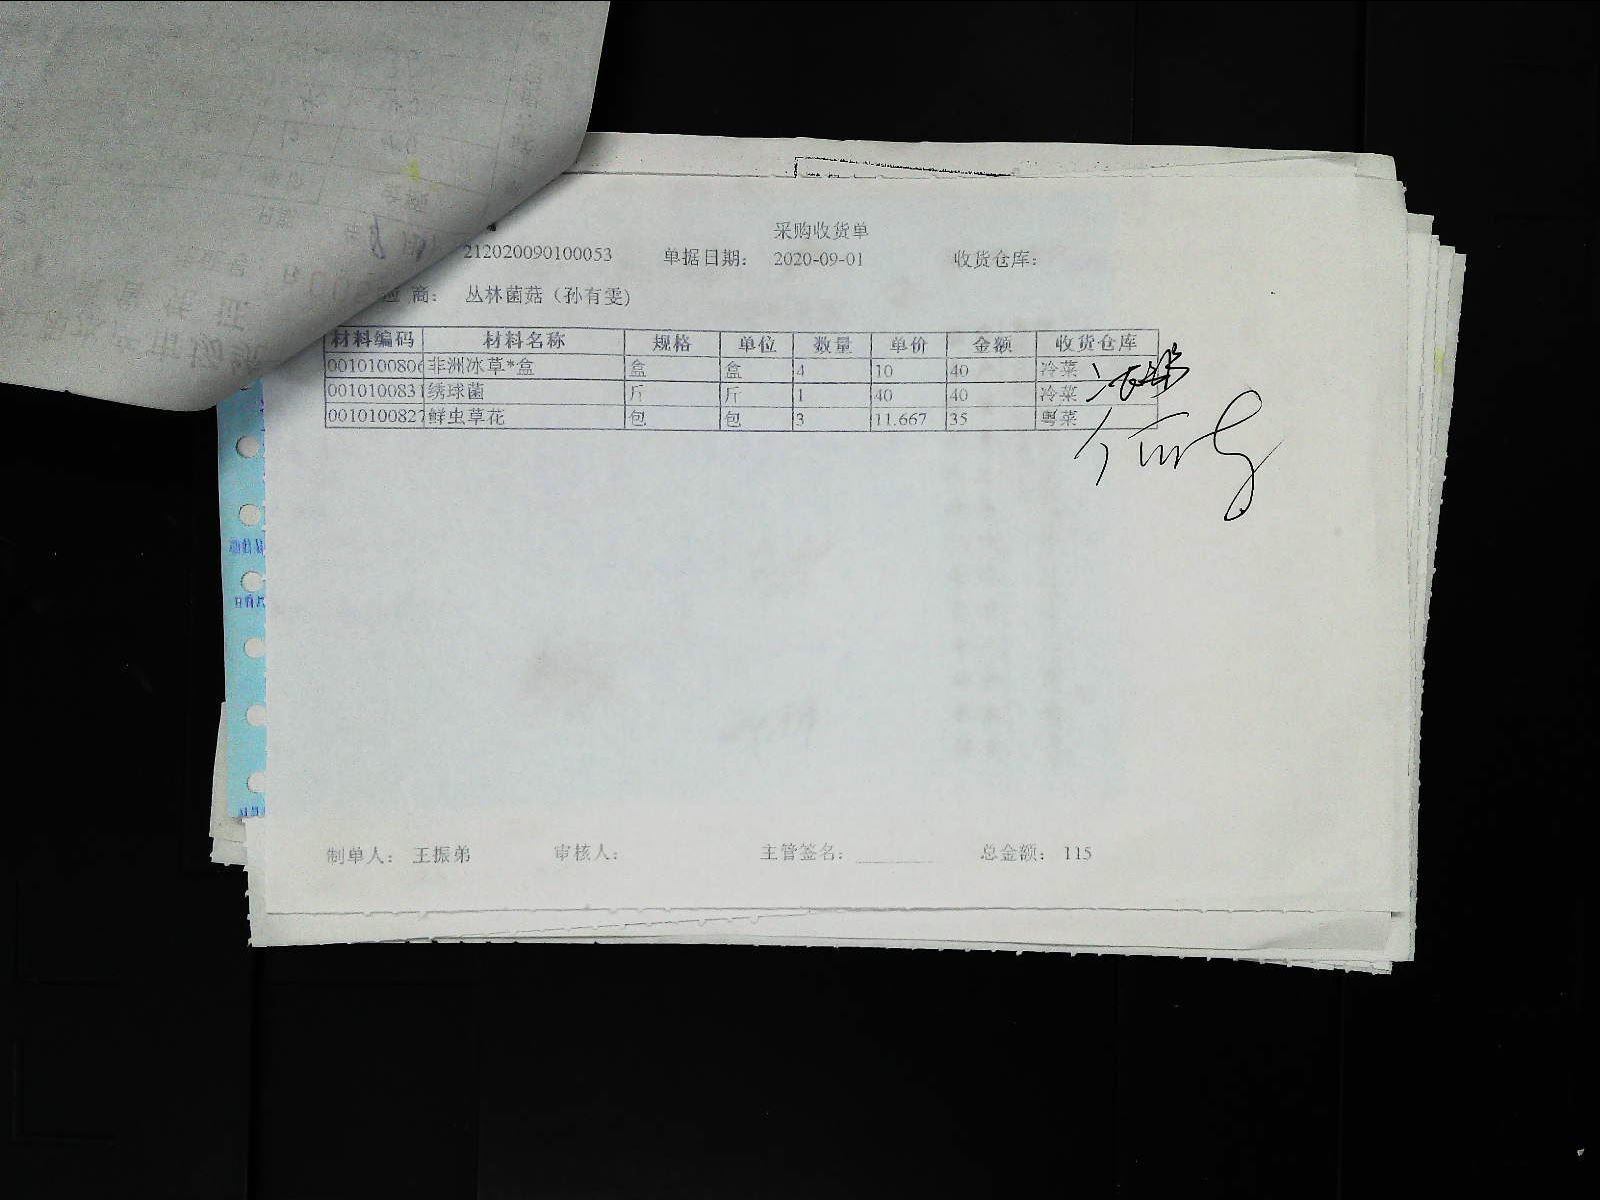 采购收货单
212020090100053 单据日期: 2020-09-01 收货仓库:
应 商: 丛林菌菇（孙有雯)
材料编码 材料名称 规格 单位 数量 单价 金额 收货仓库
0010100806 非洲冰草*盒 盒 盒 4 10 40 冷菜
0010100831 绣球菌 斤 斤 1 40 40 冷菜
0010100827 鲜虫草花 包 包 3 11.667 35 粤菜
制单人: 王振弟 审核人: 主管签名: 总金额: 115